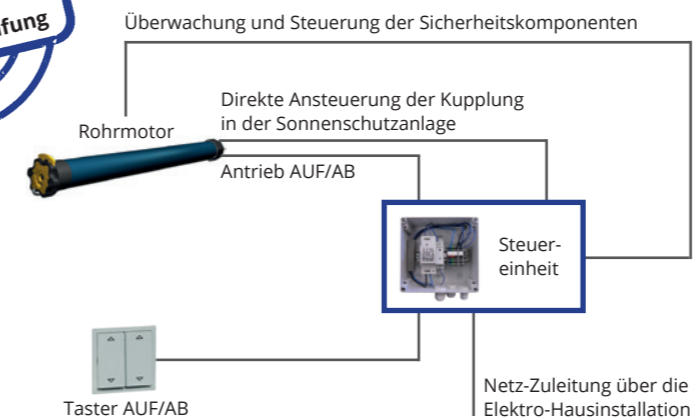 Überwachung und Steuerung der Sicherheitskomponenten
Direkte Ansteuerung der Kupplung
in der Sonnenschutzanlage
Rohrmotor
Antrieb AUF/AB
Steuer-
einheit
Taster AUF/AB
Netz-Zuleitung über die
Elektro-Hausinstallation